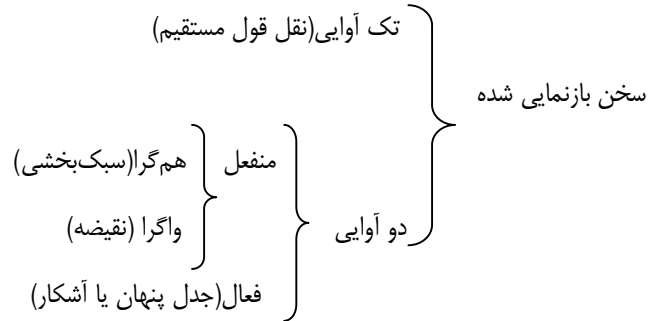 تک آوایی(نقل قول مستقیم)
سخن بازنمایی شده
منفعل
هم‌گرا(سبک‌بخشی)
واگرا (نقیضه)
دو آوایی
فعال(جدل پنهان یا آشکار)